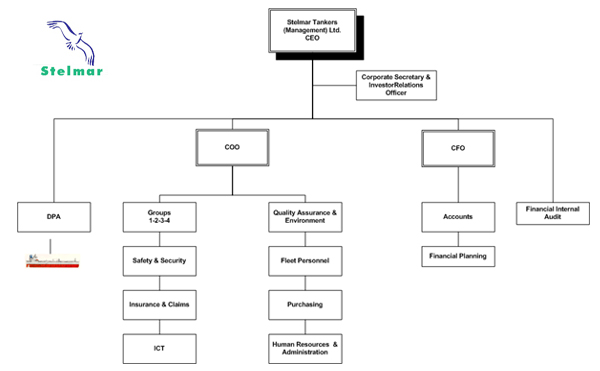 Stelmar Tankers
(Management) Ltd.
CEO
Stelmar
Corporate Secretary &
InvestorRelations
Officer
COO
CFO
DPA
Groups
1-2-3-4
Quality Assurance &
Environment
Accounts
Financial Internal
Audit
Safety & Security
Fleet Personnel
Financial Planning
Insurance & Claims
Purchasing
ICT
Human Resources &
Administration